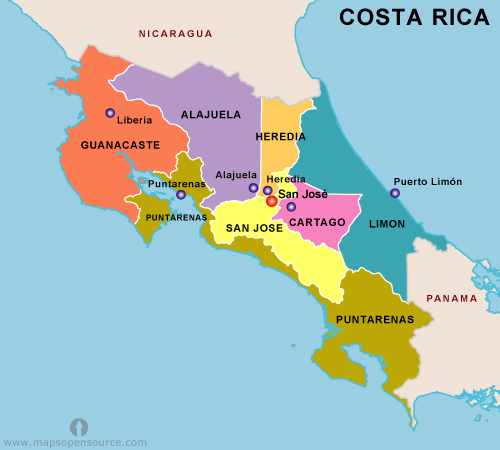 COSTA RICA
NICARAGUA
ALAJUELA
Liberia
HEREDIA
GUANACASTE
Alajuela
Heredia
Puntarenas
Puerto Limón
San José
PUNTARENAS
CARTAGO
LIMON
SAN JOSE
PANAMA
PUNTARENAS
www.mapsopensource.com